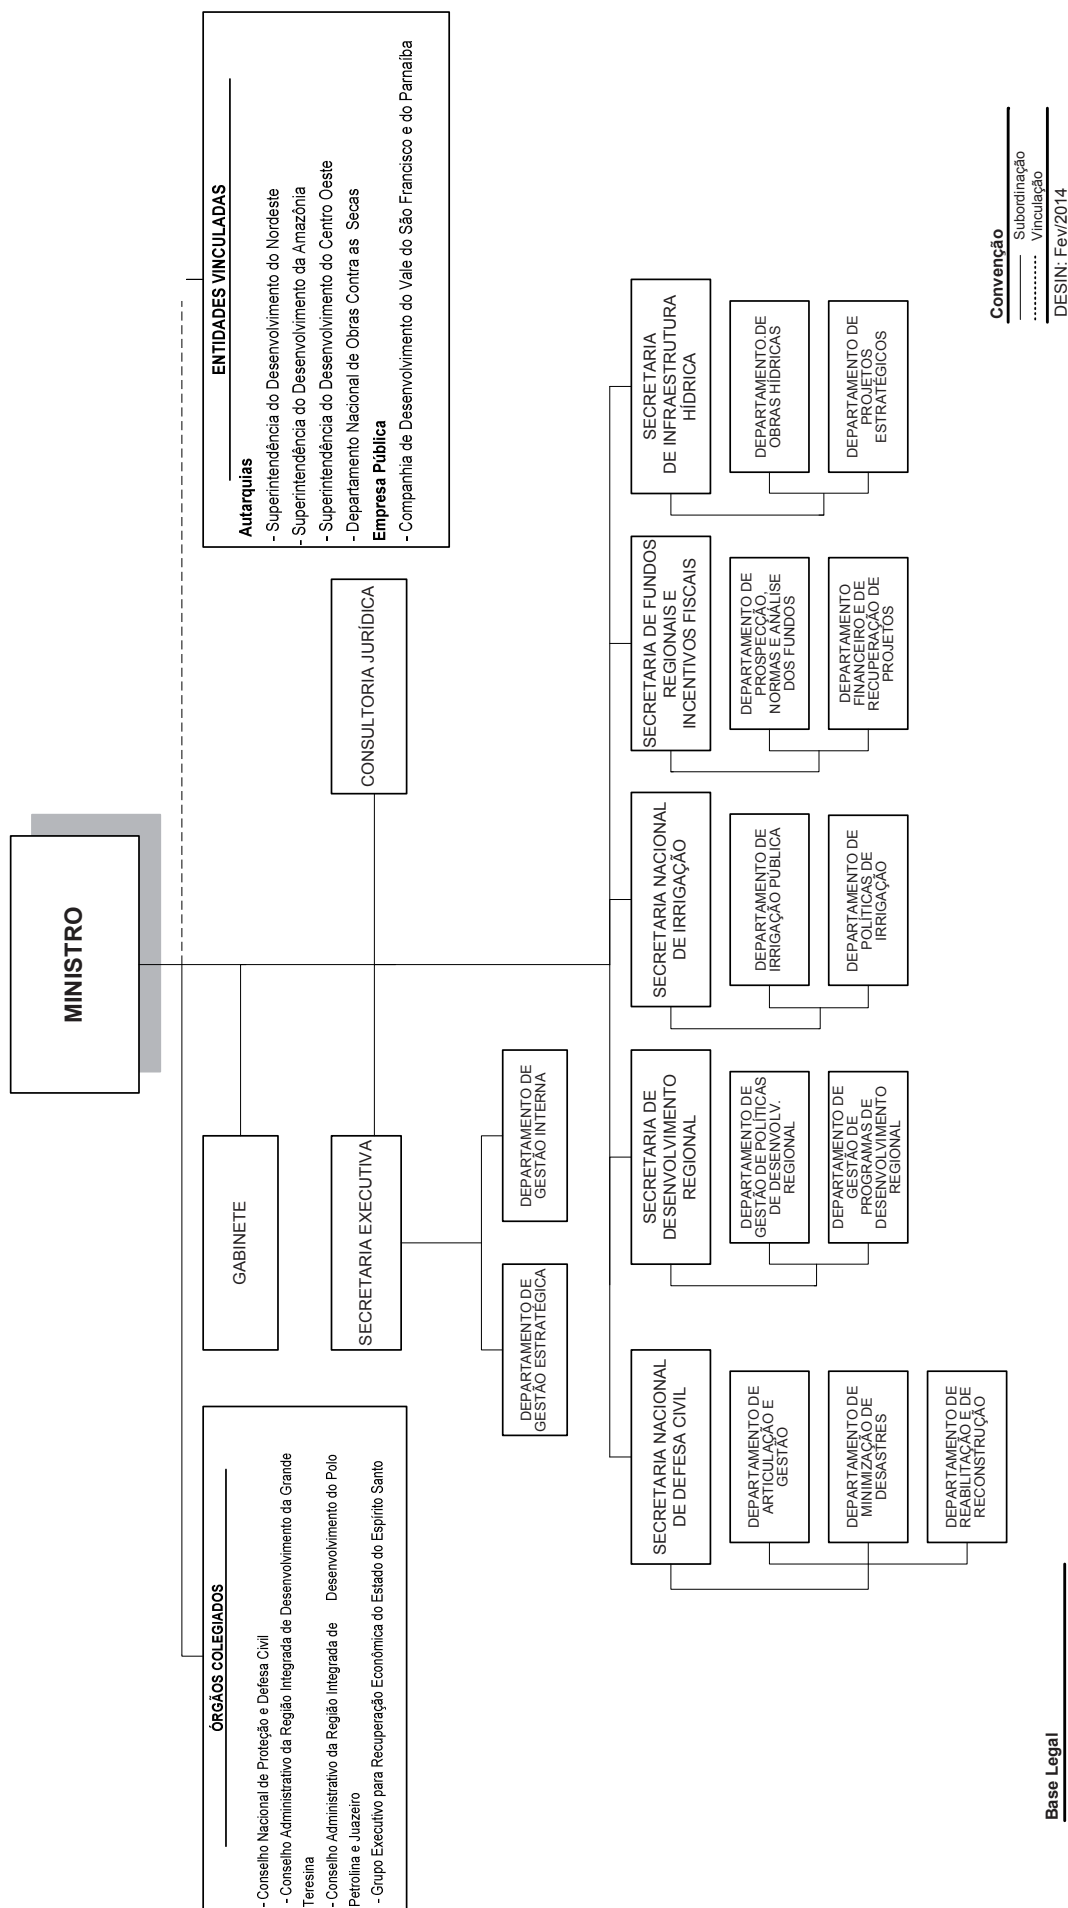 MINISTRO
ÓRGÃOS COLEGIADOS
- Conselho Nacional de Proteção e Defesa Civil
- Conselho Administrativo da Região Integrada de Desenvolvimento da Grande
Teresina
- Conselho Administrativo da Região Integrada de Desenvolvimento do Polo
Petrolina e Juazeiro
- Grupo Executivo para Recuperação Econômica do Estado do Espírito Santo
GABINETE
ENTIDADES VINCULADAS
Autarquias
- Superintendência do Desenvolvimento do Nordeste
- Superintendência do Desenvolvimento da Amazônia
- Superintendência do Desenvolvimento do Centro Oeste
- Departamento Nacional de Obras Contra as Secas
Empresa Pública
- Companhia de Desenvolvimento do Vale do São Francisco e do Parnaíba
SECRETARIA EXECUTIVA
CONSULTORIA JURÍDICA
DEPARTAMENTO DE
GESTÃO ESTRATÉGICA
DEPARTAMENTO DE
GESTÃO INTERNA
SECRETARIA NACIONAL
DE DEFESA CIVIL
DEPARTAMENTO DE
ARTICULAÇÃO E
GESTÃO
DEPARTAMENTO DE
MINIMIZAÇÃO DE
DESASTRES
DEPARTAMENTO DE
REABILITAÇÃO E DE
RECONSTRUÇÃO
SECRETARIA DE
DESENVOLVIMENTO
REGIONAL
DEPARTAMENTO DE
GESTÃO DE POLÍTICAS
DE DESENVOLV.
REGIONAL
DEPARTAMENTO DE
GESTÃO DE
PROGRAMAS DE
DESENVOLVIMENTO
REGIONAL
SECRETARIA NACIONAL
DE IRRIGAÇÃO
DEPARTAMENTO DE
IRRIGAÇÃO PÚBLICA
DEPARTAMENTO DE
POLÍTICAS DE
IRRIGAÇÃO
SECRETARIA DE FUNDOS
REGIONAIS E
INCENTIVOS FISCAIS
DEPARTAMENTO DE
PROSPECÇÃO,
NORMAS E ANÁLISE
DOS FUNDOS
DEPARTAMENTO
FINANCEIRO E DE
RECUPERAÇÃO DE
PROJETOS
SECRETARIA
DE INFRAESTRUTURA
HÍDRICA
DEPARTAMENTO.DE
OBRAS HÍDRICAS
DEPARTAMENTO DE
PROJETOS
ESTRATÉGICOS
Base Legal
Convenção
Subordinação
Vinculação
DESIN: Fev/2014